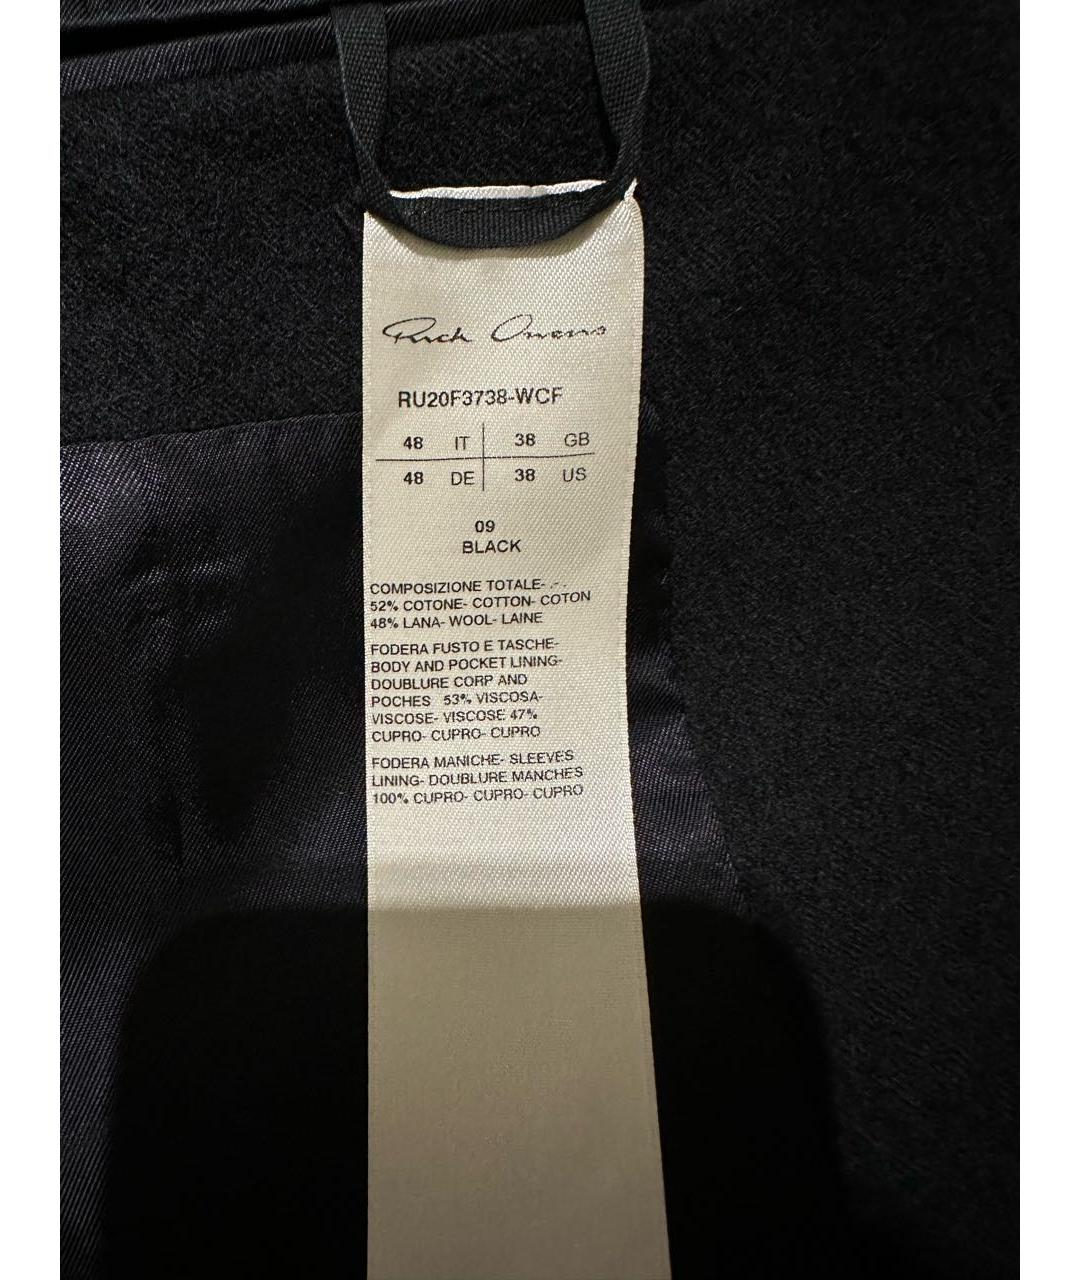 Rick Owens
RU20F3738-WCF
48 IT 38 GB
48 DE 38 US
09
BLACK
COMPOSIZIONE TOTALE- - -
52% COTONE- COTTON- COTON
48% LANA- WOOL- LAINE
FODERA FUSTO E TASCHE-
BODY AND POCKET LINING-
DOUBLURE CORP AND
POCHES 53% VISCOSA-
VISCOSE- VISCOSE 47%
CUPRO- CUPRO- CUPRO
FODERA MANICHE- SLEEVES
LINING- DOUBLURE MANCHES
100% CUPRO- CUPRO- CUPRO